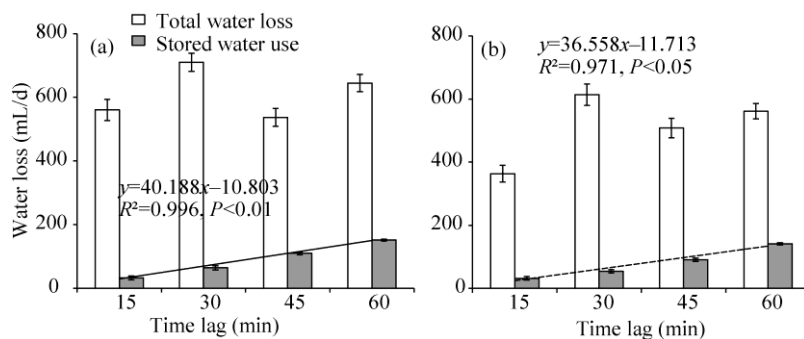 Total water loss
Stored water use
(a)
800
600
400
200
0
Water loss (mL/d)
y=40.188x–10.803
R²=0.996, P<0.01
15 30 45 60
Time lag (min)
(b)
800
600
400
200
0
y=36.558x–11.713
R²=0.971, P<0.05
15 30 45 60
Time lag (min)